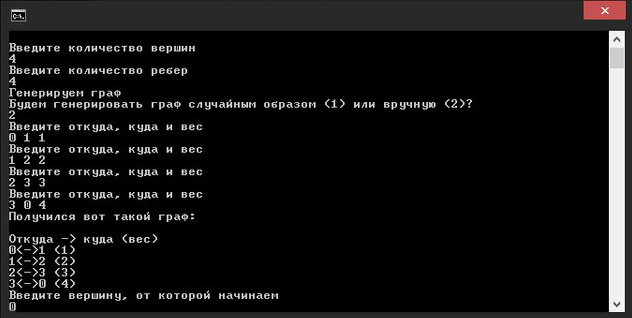 C:\.
Введите количество вершин
4
Введите количество ребер
4
Генерируем граф
Будем генерировать граф случайным образом (1) или вручную (2)?
2
Введите откуда, куда и вес
0 1 1
Введите откуда, куда и вес
1 2 2
Введите откуда, куда и вес
2 3 3
Введите откуда, куда и вес
3 0 4
Получился вот такой граф:
Откуда -> куда (вес)
0<->1 (1)
1<->2 (2)
2<->3 (3)
3<->0 (4)
Введите вершину, от которой начинаем
0